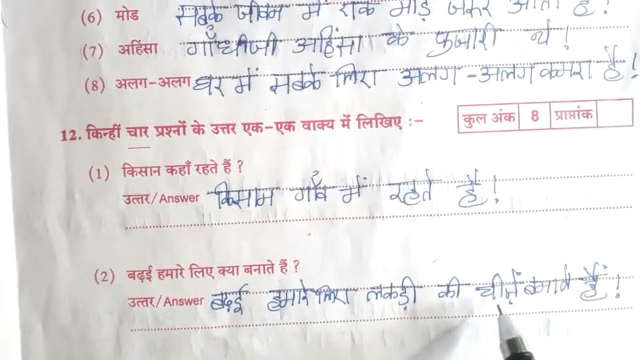 (6) मोड सबके जीवन में एक मोड़ जरूर आता है!
(7) अहिंसा गाँधीजी अहिंसा के पुजारी थे!
(8) अलग-अलग घर में सबके लिए अलग-अलग कमरा है!
12. किन्हीं चार प्रश्नों के उत्तर एक-एक वाक्य में लिखिए :- कुल अंक 8 प्राप्तांक
(1) किसान कहाँ रहते हैं ?
उत्तर/Answer किसान गाँव में रहते है!
(2) बढ़ई हमारे लिए क्या बनाते हैं ?
उत्तर/Answer बढ़ई हमारे लिए लकड़ी की चीज़ें बनाते हैं!